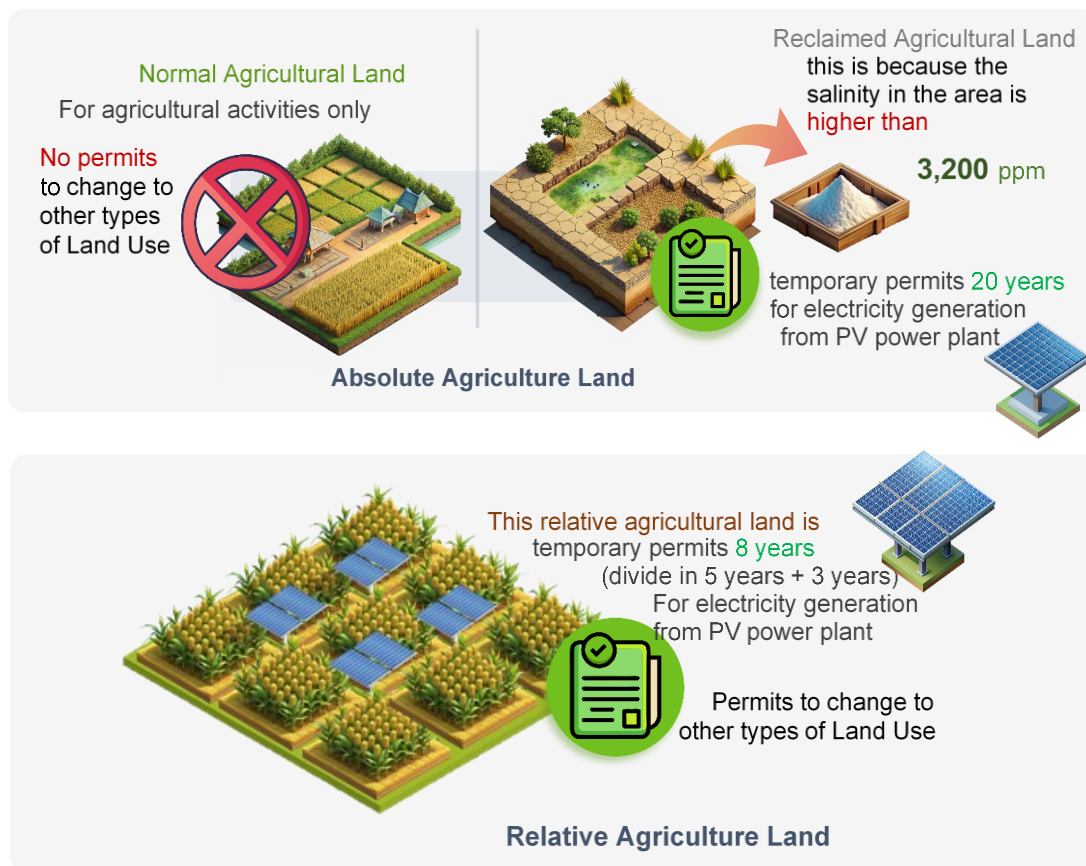 Normal Agricultural Land
For agricultural activities only
No permits
to change to
other types
of Land Use
Reclaimed Agricultural Land
this is because the
salinity in the area is
higher than
3,200 ppm
temporary permits 20 years
for electricity generation
from PV power plant
Absolute Agriculture Land
This relative agricultural land is
temporary permits 8 years
(divide in 5 years + 3 years)
For electricity generation
from PV power plant
Permits to change to
other types of Land Use
Relative Agriculture Land